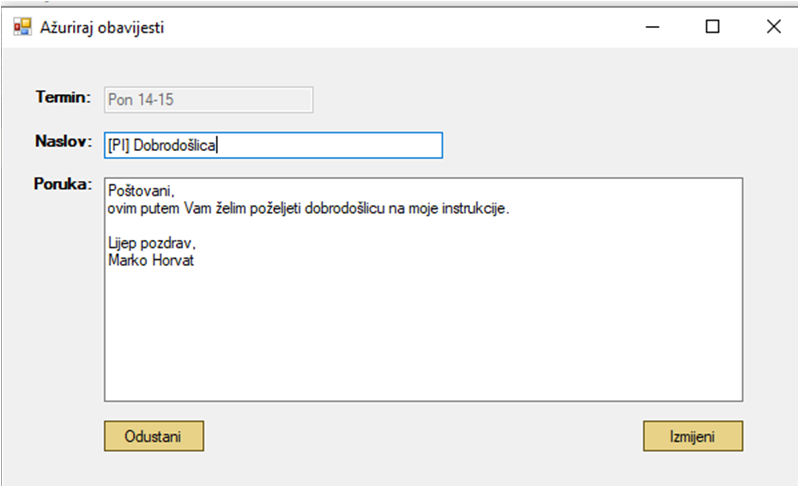 Ažuriraj obavijesti
Termin: Pon 14-15
Naslov: [PI] Dobrodošlica
Poruka: Poštovani,
ovim putem Vam želim poželjeti dobrodošlicu na moje instrukcije.
Lijep pozdrav,
Marko Horvat
Odustani Izmijeni